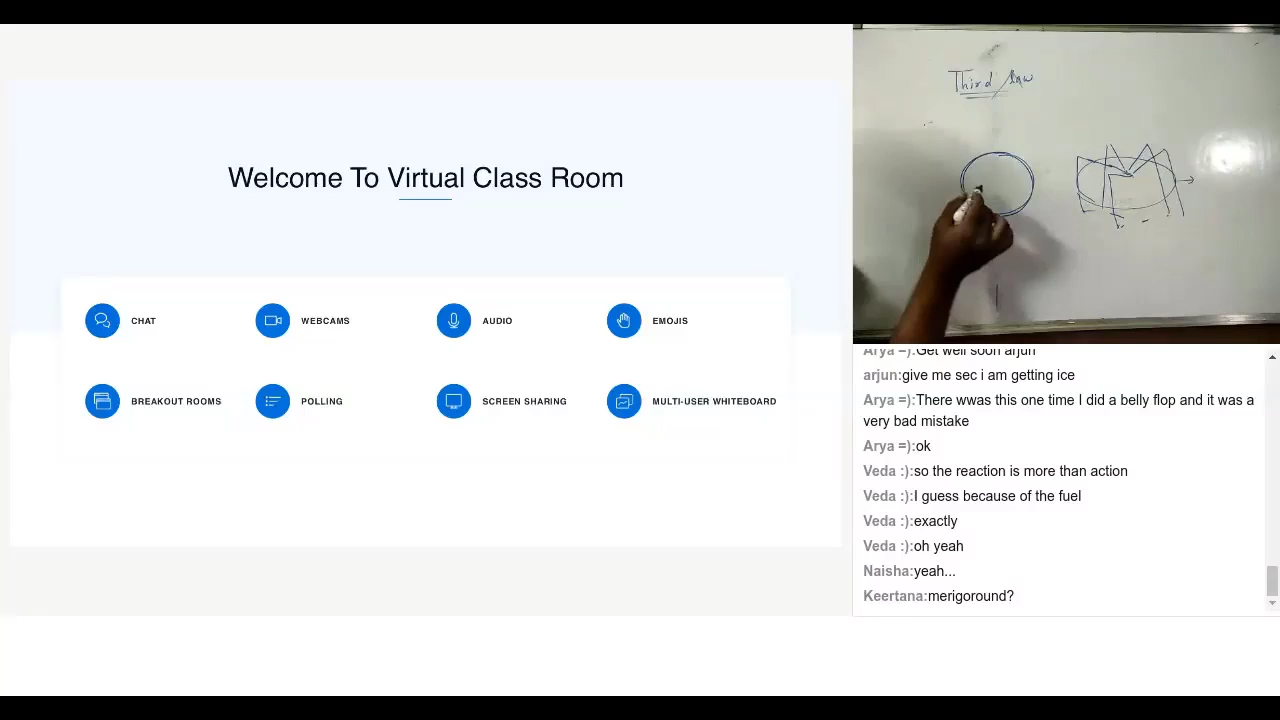 Welcome To Virtual Class Room
CHAT
WEBCAMS
AUDIO
EMOJIS
BREAKOUT ROOMS
POLLING
SCREEN SHARING
MULTI-USER WHITEBOARD
Third law
Arya =):Get well soon arjun
arjun:give me sec i am getting ice
Arya =):There wwas this one time I did a belly flop and it was a
very bad mistake
Arya =):ok
Veda :):so the reaction is more than action
Veda :):I guess because of the fuel
Veda :):exactly
Veda :):oh yeah
Naisha:yeah...
Keertana:merigoround?